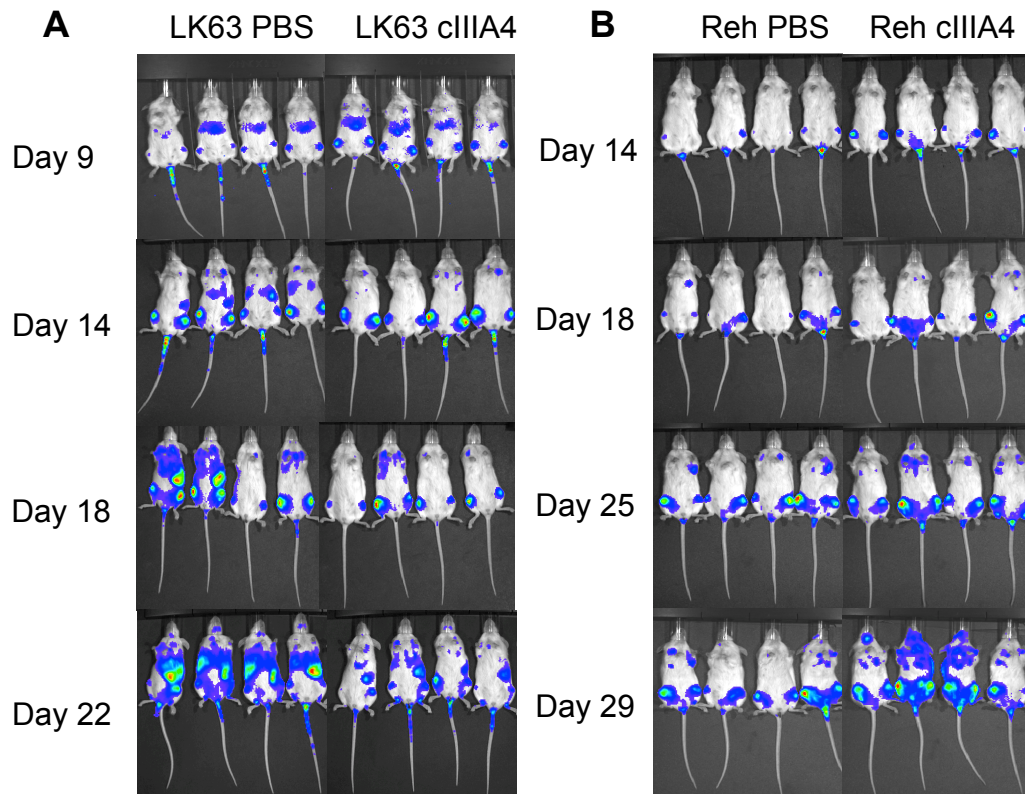 A LK63 PBS LK63 cIIIA4
Day 9
Day 14
Day 18
Day 22
B Reh PBS Reh cIIIA4
Day 14
Day 18
Day 25
Day 29